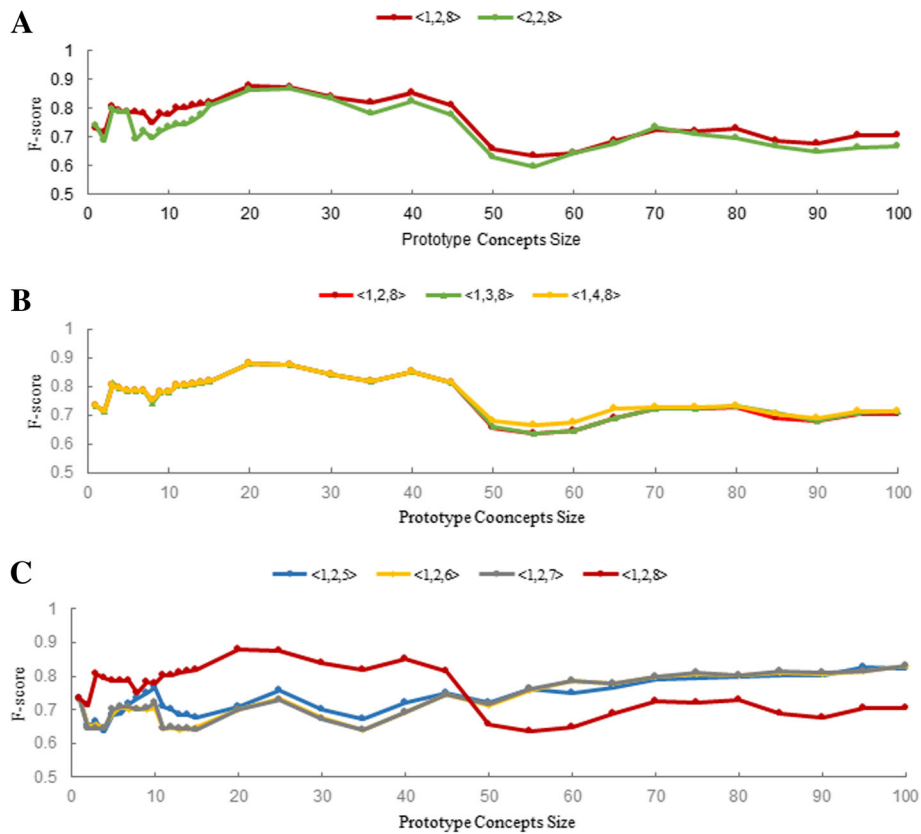 A
<1,2,8> <2,2,8>
F-score
1
0.9
0.8
0.7
0.6
0.5
0 10 20 30 40 50 60 70 80 90 100
Prototype Concepts Size
B
<1,2,8> <1,3,8> <1,4,8>
F-score
1
0.9
0.8
0.7
0.6
0.5
0 10 20 30 40 50 60 70 80 90 100
Prototype Cooncepts Size
C
<1,2,5> <1,2,6> <1,2,7> <1,2,8>
F-score
1
0.9
0.8
0.7
0.6
0.5
0 10 20 30 40 50 60 70 80 90 100
Prototype Concepts Size